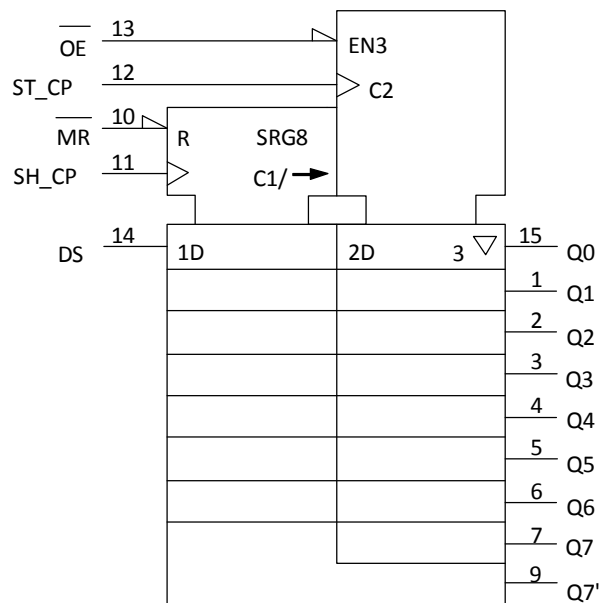 OE 13 EN3
ST_CP 12 C2
MR 10 R SRG8
SH_CP 11 C1/
DS 14 1D 2D 3 15 Q0
1 Q1
2 Q2
3 Q3
4 Q4
5 Q5
6 Q6
7 Q7
9 Q7'